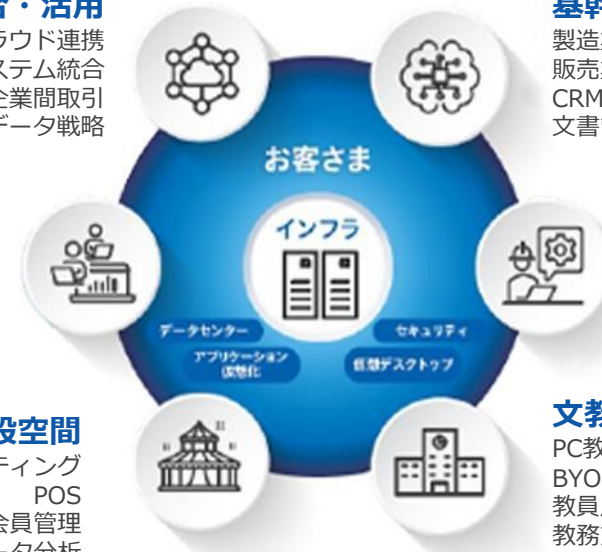 ・活用
ラウド連携
ステム統合
企業間取引
データ戦略
基幹
製造
販売
CRM
文書
お客さま
インフラ
データセンター
セキュリティ
アプリケーション
仮想化
仮想デスクトップ
設空間
ティング
POS
会員管理
ータ分析
文教
PC教
BYO
教員
教務